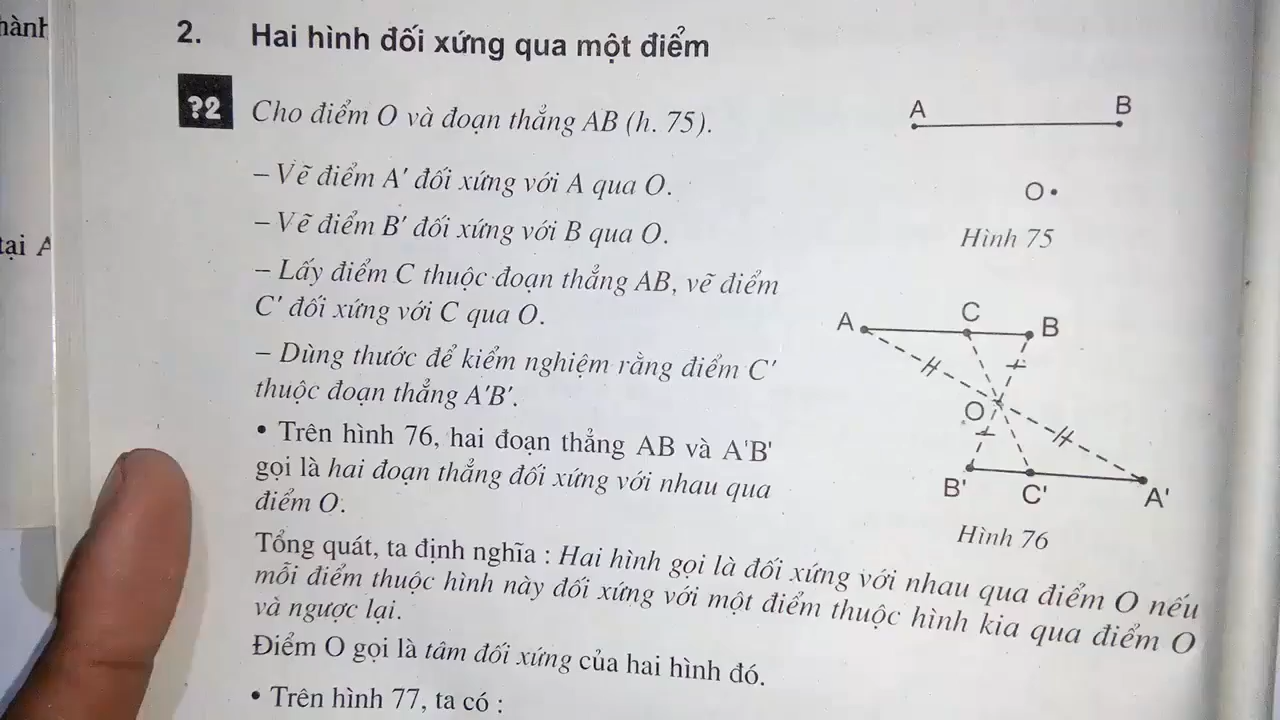 hành
2. Hai hình đối xứng qua một điểm
?2
Cho điểm O và đoạn thẳng AB (h. 75).
– Vẽ điểm A' đối xứng với A qua O.
– Vẽ điểm B' đối xứng với B qua O.
– Lấy điểm C thuộc đoạn thẳng AB, vẽ điểm
C' đối xứng với C qua O.
– Dùng thước để kiểm nghiệm rằng điểm C'
thuộc đoạn thẳng A'B'.
• Trên hình 76, hai đoạn thẳng AB và A'B'
gọi là hai đoạn thẳng đối xứng với nhau qua
điểm O.
Tổng quát, ta định nghĩa : Hai hình gọi là đối xứng với nhau qua điểm O nếu
mỗi điểm thuộc hình này đối xứng với một điểm thuộc hình kia qua điểm O
và ngược lại.
Điểm O gọi là tâm đối xứng của hai hình đó.
• Trên hình 77, ta có :
A B
O
Hình 75
A C B
O
B' C' A'
Hình 76
tại A